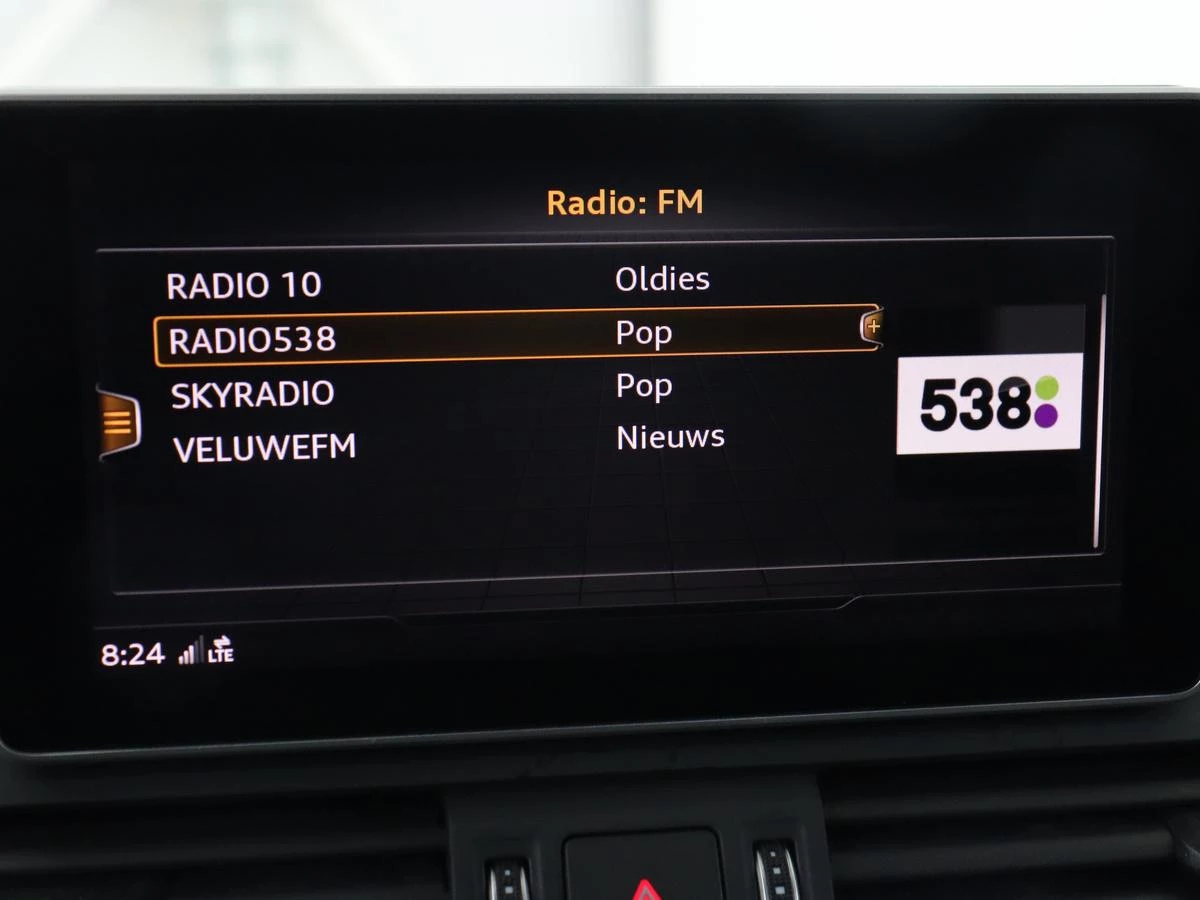 Radio: FM
RADIO 10 Oldies
RADIO538 Pop
SKYRADIO Pop
VELUWEFM Nieuws
538
8:24 LTE